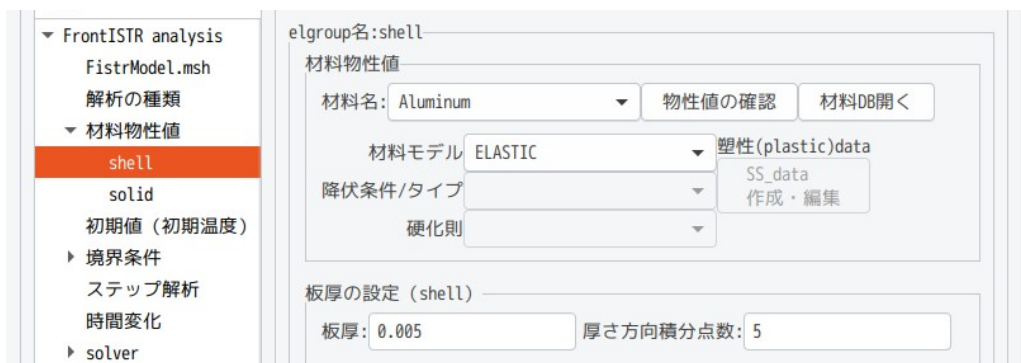 FrontISTR analysis
FistrModel.msh
解析の種類
材料物性値
shell
solid
初期値（初期温度）
境界条件
ステップ解析
時間変化
solver
elgroup名:shell
材料物性値
材料名: Aluminum 物性値の確認 材料DB開く
材料モデル ELASTIC 塑性(plastic)data
降伏条件/タイプ SS_data
作成・編集
硬化則
板厚の設定（shell）
板厚: 0.005 厚さ方向積分点数: 5